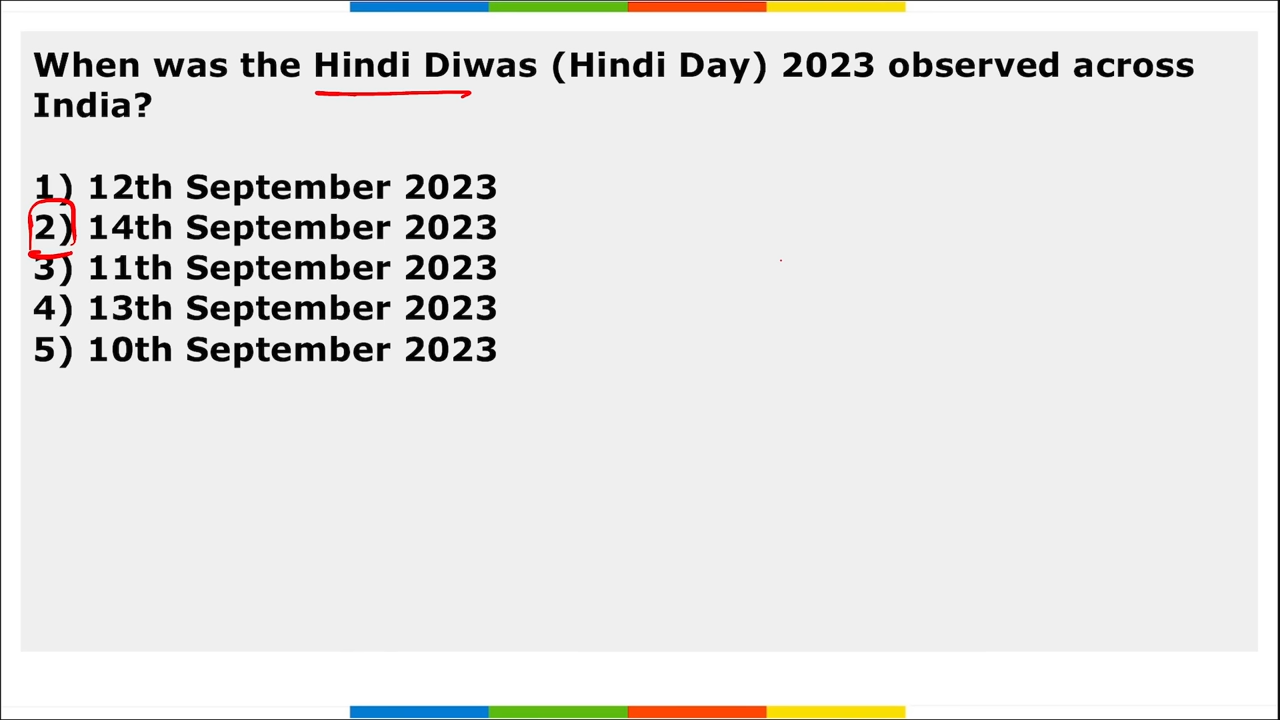 When was the Hindi Diwas (Hindi Day) 2023 observed across
India?
1) 12th September 2023
2) 14th September 2023
3) 11th September 2023
4) 13th September 2023
5) 10th September 2023